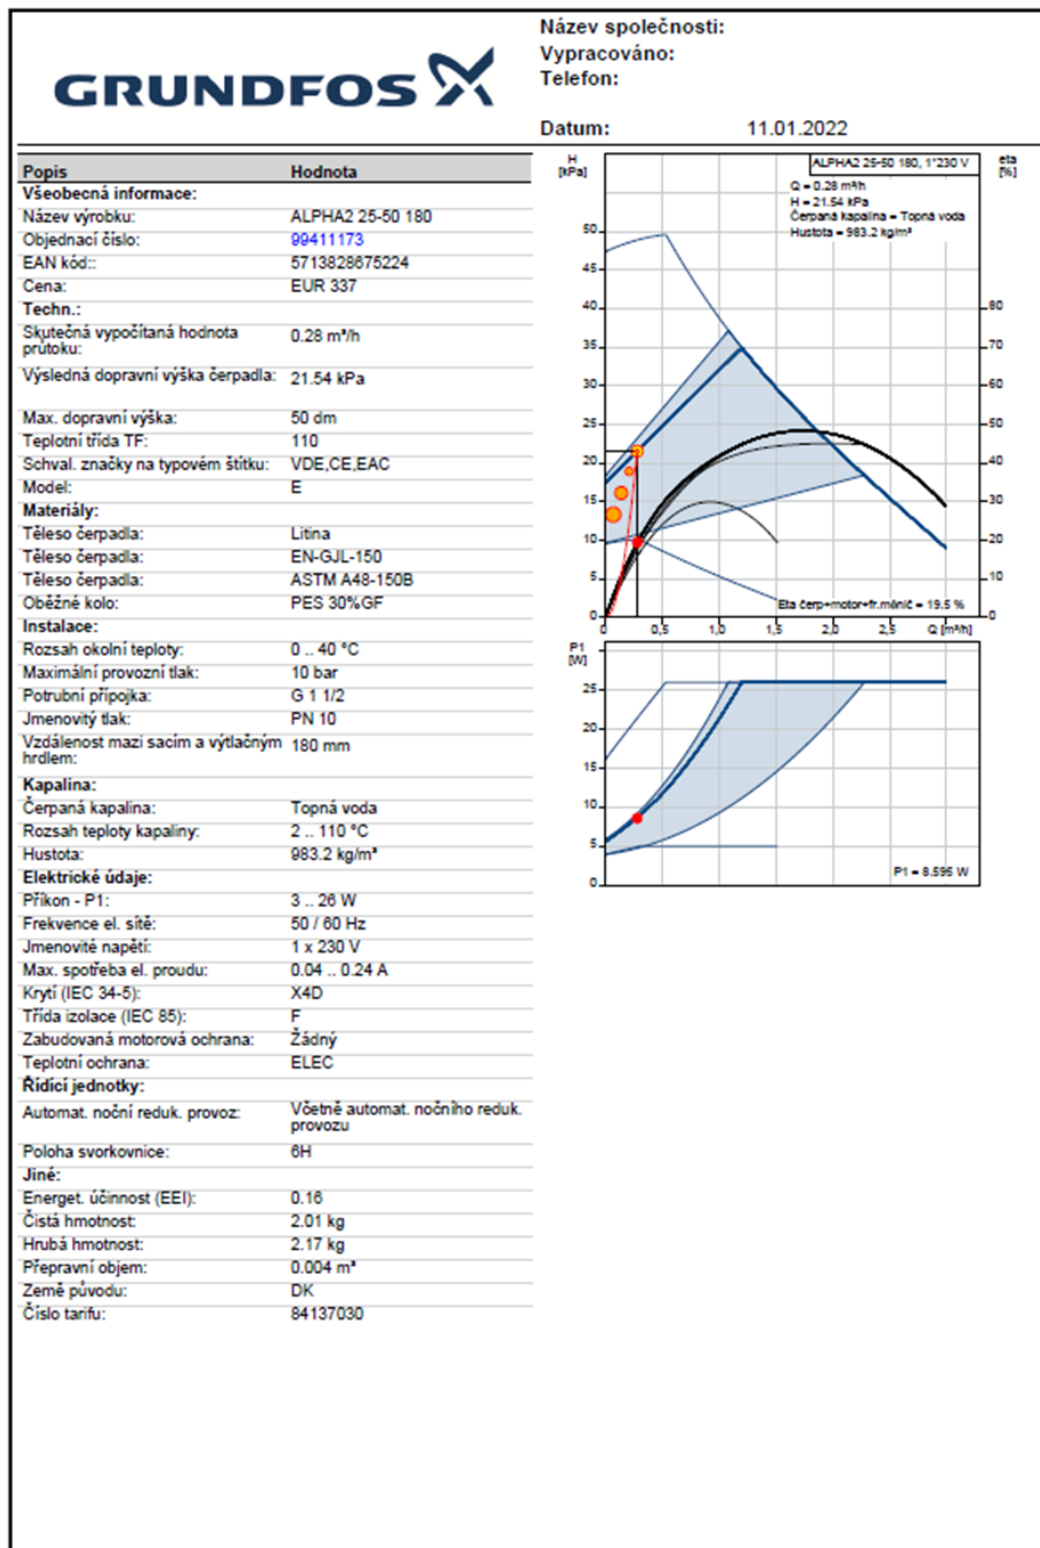 GRUNDFOS
Název společnosti:
Vypracováno:
Telefon:
Datum: 11.01.2022
Popis Hodnota
Všeobecná informace:
Název výrobku: ALPHA2 25-50 180
Objednací číslo: 99411173
EAN kód:: 5713828675224
Cena: EUR 337
Techn.:
Skutečná vypočítaná hodnota
průtoku: 0.28 m³/h
Výsledná dopravní výška čerpadla: 21.54 kPa
Max. dopravní výška: 50 dm
Teplotní třída TF: 110
Schval. značky na typovém štítku: VDE,CE,EAC
Model: E
Materiály:
Těleso čerpadla: Litina
Těleso čerpadla: EN-GJL-150
Těleso čerpadla: ASTM A48-150B
Oběžné kolo: PES 30%GF
Instalace:
Rozsah okolní teploty: 0 .. 40 °C
Maximální provozní tlak: 10 bar
Potrubní přípojka: G 1 1/2
Jmenovitý tlak: PN 10
Vzdálenost mazi sacím a výtlačným
hrdlem: 180 mm
Kapalina:
Čerpaná kapalina: Topná voda
Rozsah teploty kapaliny: 2 .. 110 °C
Hustota: 983.2 kg/m³
Elektrické údaje:
Příkon - P1: 3 .. 26 W
Frekvence el. sítě: 50 / 60 Hz
Jmenovité napětí: 1 x 230 V
Max. spotřeba el. proudu: 0.04 .. 0.24 A
Krytí (IEC 34-5): X4D
Třída izolace (IEC 85): F
Zabudovaná motorová ochrana: Žádný
Teplotní ochrana: ELEC
Řídící jednotky:
Automat. noční reduk. provoz: Včetně automat. nočního reduk.
provozu
Poloha svorkovnice: 6H
Jiné:
Energet. účinnost (EEI): 0.16
Čistá hmotnost: 2.01 kg
Hrubá hmotnost: 2.17 kg
Přepravní objem: 0.004 m³
Země původu: DK
Číslo tarifu: 84137030
H
[kPa]
ALPHA2 25-50 180, 1*230 V
eta
[%]
Q = 0.28 m³/h
H = 21.54 kPa
Čerpaná kapalina = Topná voda
Hustota = 983.2 kg/m³
50
45
40 80
35 70
30 60
25 50
20 40
15 30
10 20
5 10
0 0
Eta čerp+motor+fr.měnič = 19.5 %
0 0,5 1,0 1,5 2,0 2,5 Q [m³/h]
P1
[W]
25
20
15
10
5
0
P1 = 8.595 W